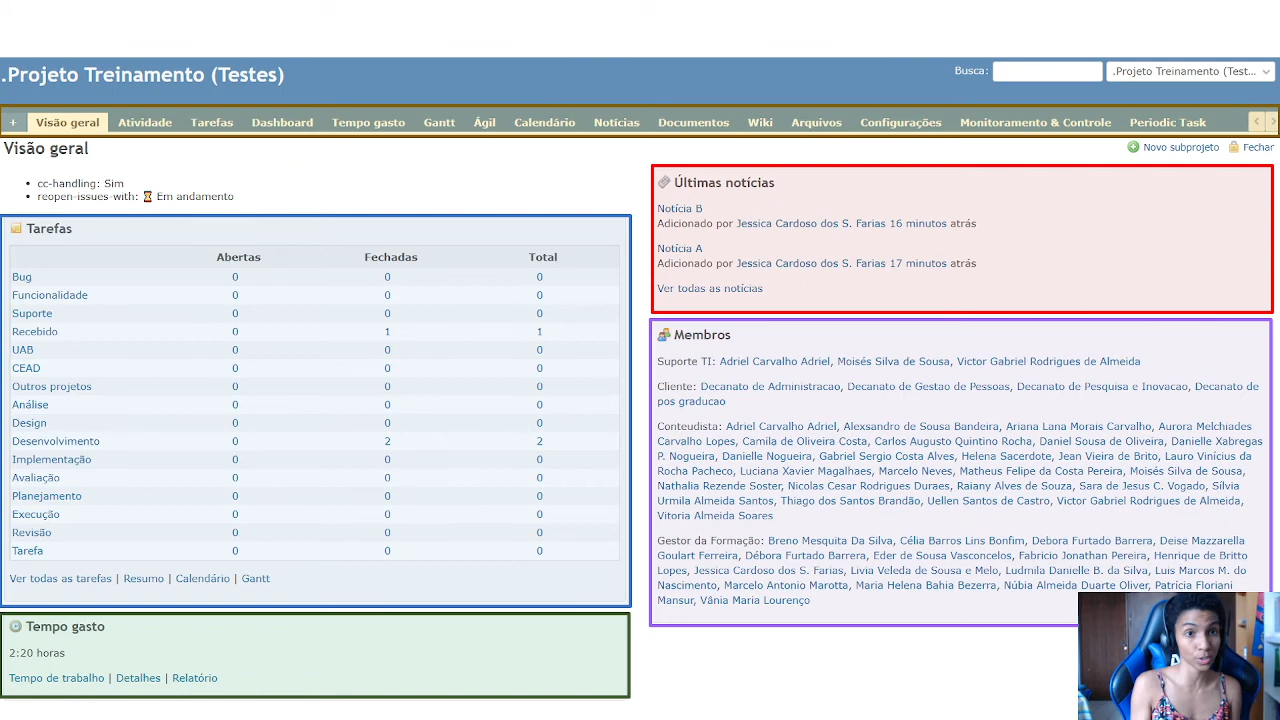 .Projeto Treinamento (Testes)
Busca:
.Projeto Treinamento (Test...
+ Visão geral Atividade Tarefas Dashboard Tempo gasto Gantt Ágil Calendário Notícias Documentos Wiki Arquivos Configurações Monitoramento & Controle Periodic Task
Visão geral
Novo subprojeto Fechar
cc-handling: Sim
reopen-issues-with: Em andamento
Tarefas
Abertas Fechadas Total
Bug 0 0 0
Funcionalidade 0 0 0
Suporte 0 0 0
Recebido 0 1 1
UAB 0 0 0
CEAD 0 0 0
Outros projetos 0 0 0
Análise 0 0 0
Design 0 0 0
Desenvolvimento 0 2 2
Implementação 0 0 0
Avaliação 0 0 0
Planejamento 0 0 0
Execução 0 0 0
Revisão 0 0 0
Tarefa 0 0 0
Ver todas as tarefas | Resumo | Calendário | Gantt
Tempo gasto
2:20 horas
Tempo de trabalho | Detalhes | Relatório
Últimas notícias
Notícia B
Adicionado por Jessica Cardoso dos S. Farias 16 minutos atrás
Notícia A
Adicionado por Jessica Cardoso dos S. Farias 17 minutos atrás
Ver todas as notícias
Membros
Suporte TI: Adriel Carvalho Adriel, Moisés Silva de Sousa, Victor Gabriel Rodrigues de Almeida
Cliente: Decanato de Administracao, Decanato de Gestao de Pessoas, Decanato de Pesquisa e Inovacao, Decanato de
pos graducao
Conteudista: Adriel Carvalho Adriel, Alexsandro de Sousa Bandeira, Ariana Lana Morais Carvalho, Aurora Melchiades
Carvalho Lopes, Camila de Oliveira Costa, Carlos Augusto Quintino Rocha, Daniel Sousa de Oliveira, Danielle Xabregas
P. Nogueira, Danielle Nogueira, Gabriel Sergio Costa Alves, Helena Sacerdote, Jean Vieira de Brito, Lauro Vinícius da
Rocha Pacheco, Luciana Xavier Magalhaes, Marcelo Neves, Matheus Felipe da Costa Pereira, Moisés Silva de Sousa,
Nathalia Rezende Soster, Nicolas Cesar Rodrigues Duraes, Raiany Alves de Souza, Sara de Jesus C. Vogado, Sílvia
Urmila Almeida Santos, Thiago dos Santos Brandão, Uellen Santos de Castro, Victor Gabriel Rodrigues de Almeida,
Vitoria Almeida Soares
Gestor da Formação: Breno Mesquita Da Silva, Célia Barros Lins Bonfim, Debora Furtado Barrera, Deise Mazzarella
Goulart Ferreira, Débora Furtado Barrera, Eder de Sousa Vasconcelos, Fabricio Jonathan Pereira, Henrique de Britto
Lopes, Jessica Cardoso dos S. Farias, Livia Veleda de Sousa e Melo, Ludmila Danielle B. da Silva, Luis Marcos M. do
Nascimento, Marcelo Antonio Marotta, Maria Helena Bahia Bezerra, Núbia Almeida Duarte Oliver, Patrícia Floriani
Mansur, Vânia Maria Lourenço